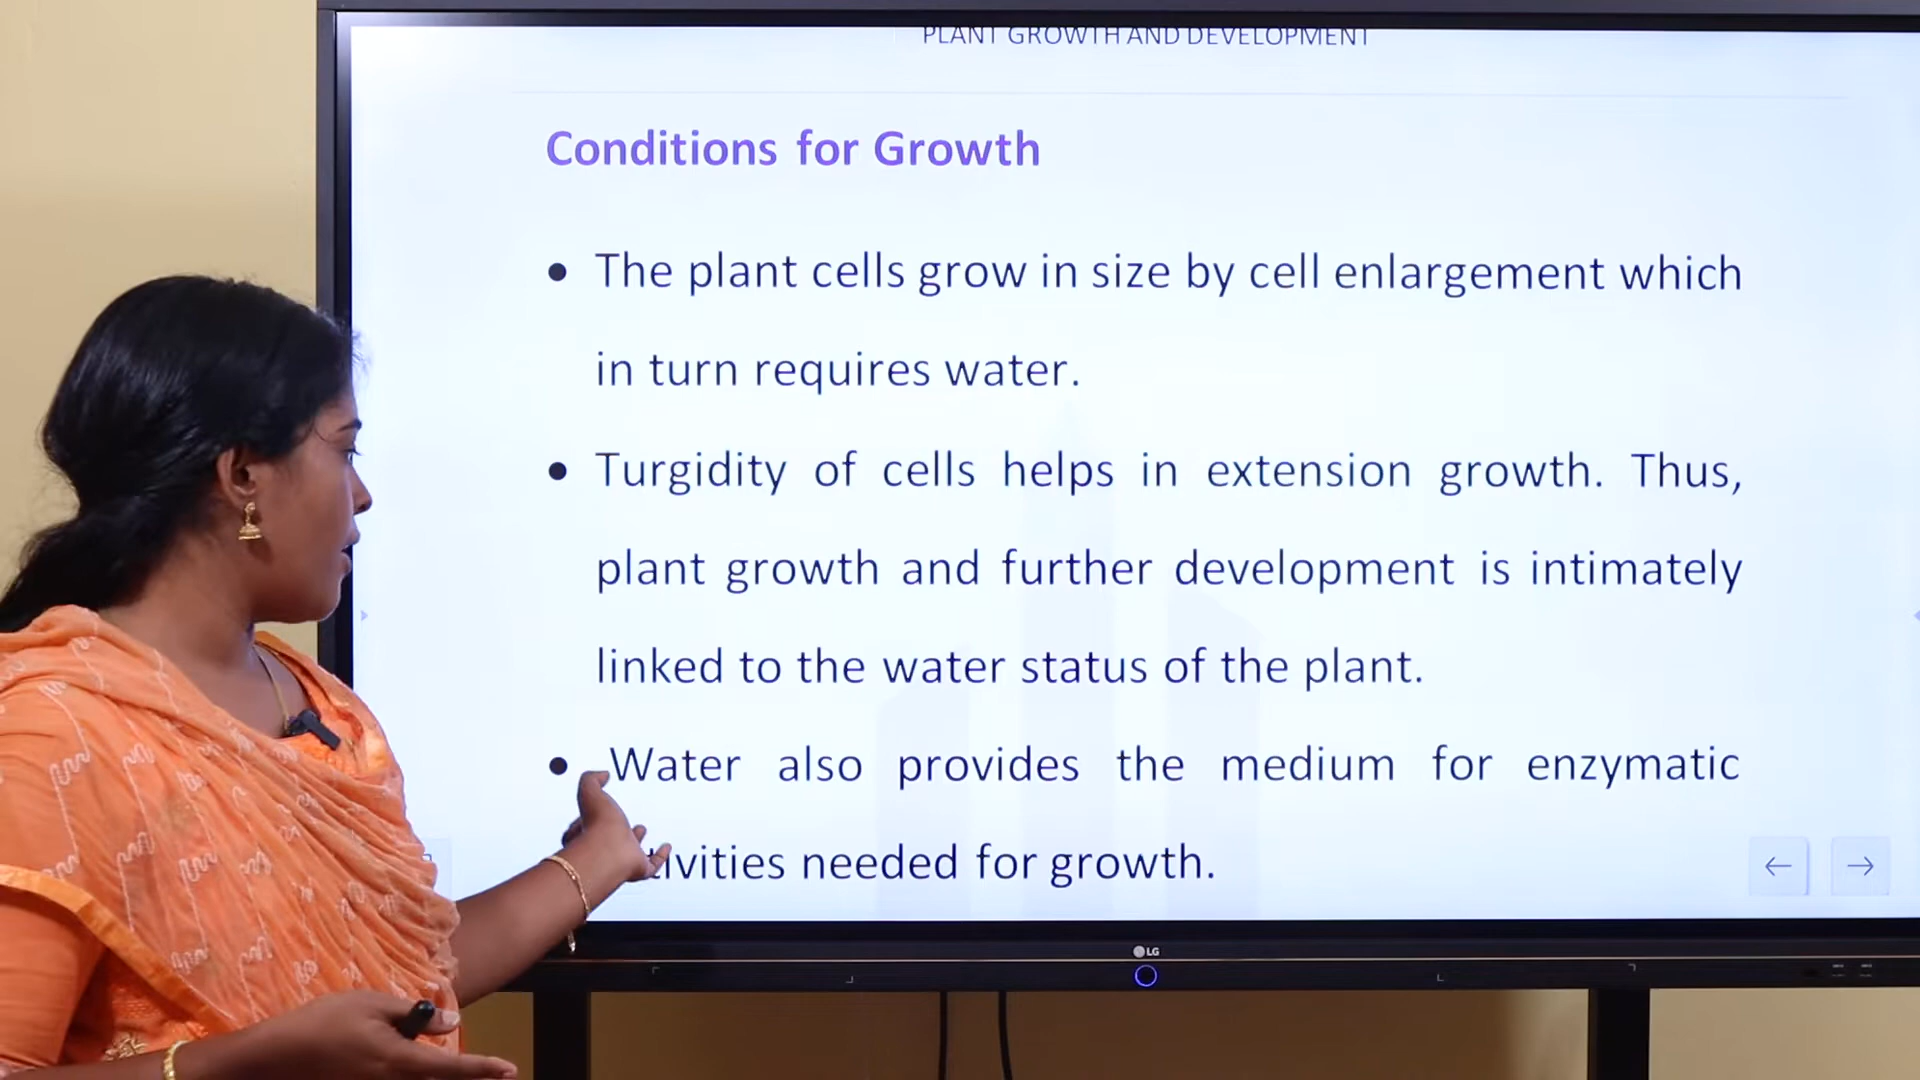 PLANT GROWTH AND DEVELOPMENT
Conditions for Growth
• The plant cells grow in size by cell enlargement which
in turn requires water.
• Turgidity of cells helps in extension growth. Thus,
plant growth and further development is intimately
linked to the water status of the plant.
• Water also provides the medium for enzymatic
tivities needed for growth.
LG